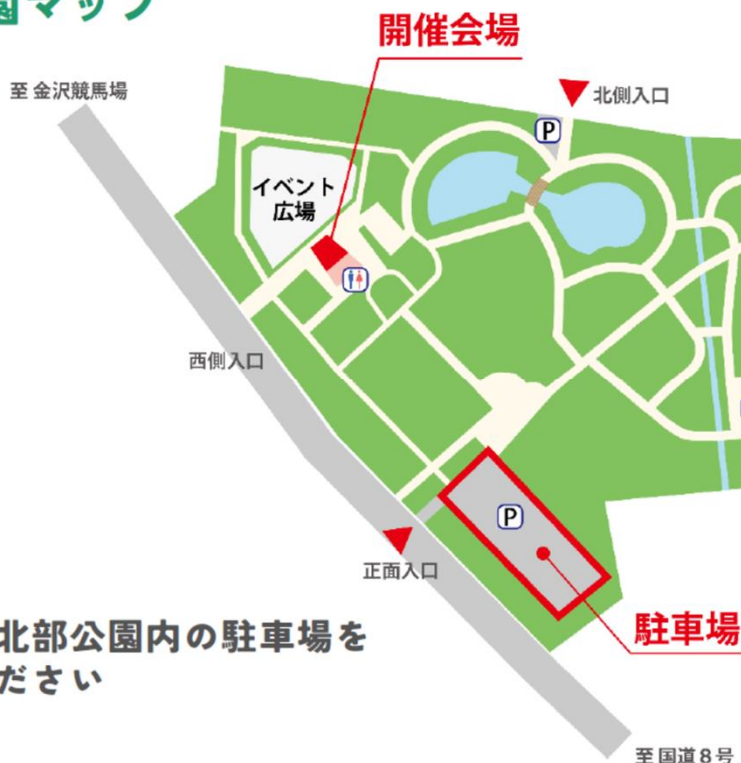 園マップ
開催会場
至 金沢競馬場
北側入口
P
イベント
広場
西側入口
P
正面入口
北部公園内の駐車場を
ださい
駐車場
至 国道8号